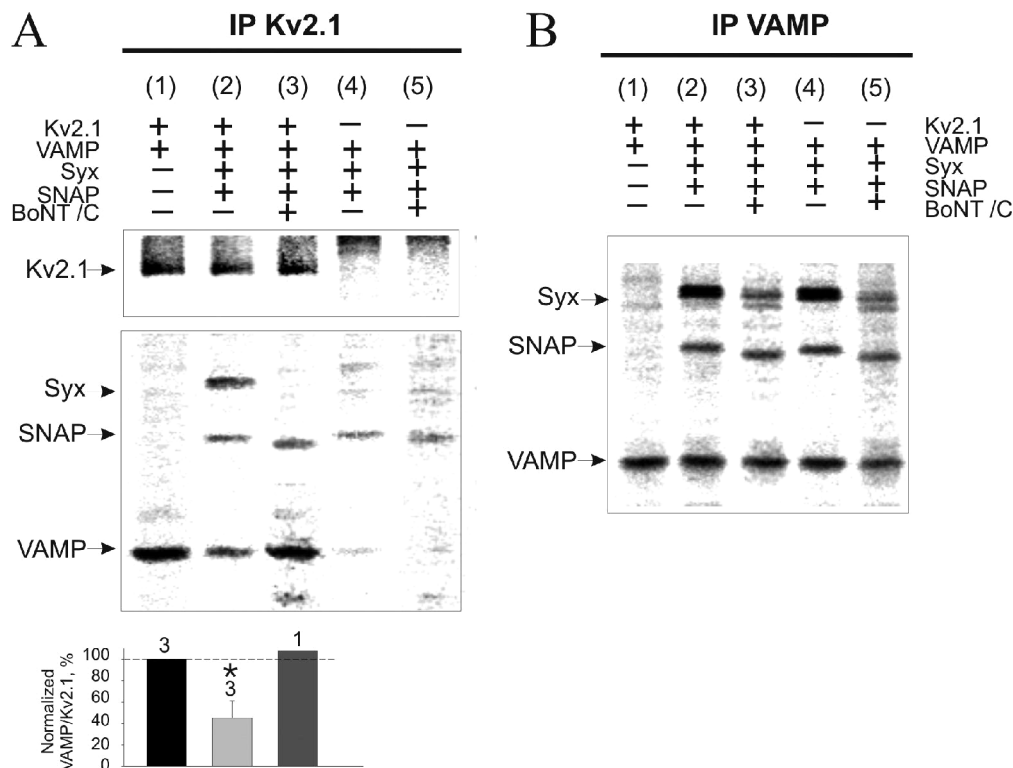 A
IP Kv2.1
(1) (2) (3) (4) (5)
Kv2.1 + + + – –
VAMP + + + + +
Syx – + + + +
SNAP – + + + +
BoNT /C – – + – +
Kv2.1
Syx
SNAP
VAMP
3 * 3 1
Normalized
VAMP/Kv2.1, %
100
80
60
40
20
0
B
IP VAMP
(1) (2) (3) (4) (5)
+ + + – – Kv2.1
+ + + + + VAMP
– + + + + Syx
– + + + + SNAP
– – + – + BoNT /C
Syx
SNAP
VAMP